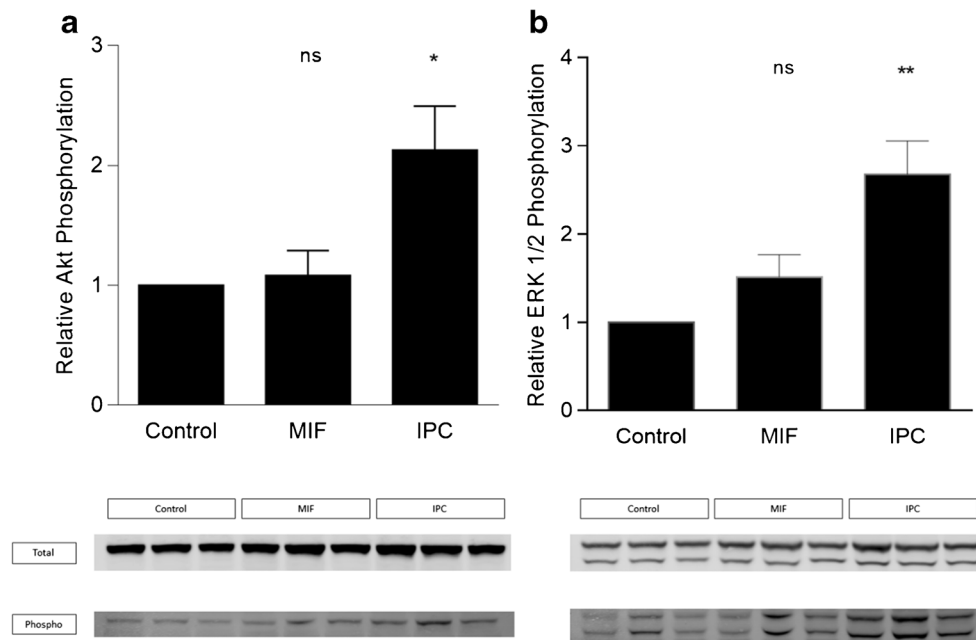 a
Relative Akt Phosphorylation
3
2
1
0
ns
*
Control MIF IPC
b
Relative ERK 1/2 Phosphorylation
4
3
2
1
0
ns
**
Control MIF IPC
Control MIF IPC
Total
Phospho
Control MIF IPC